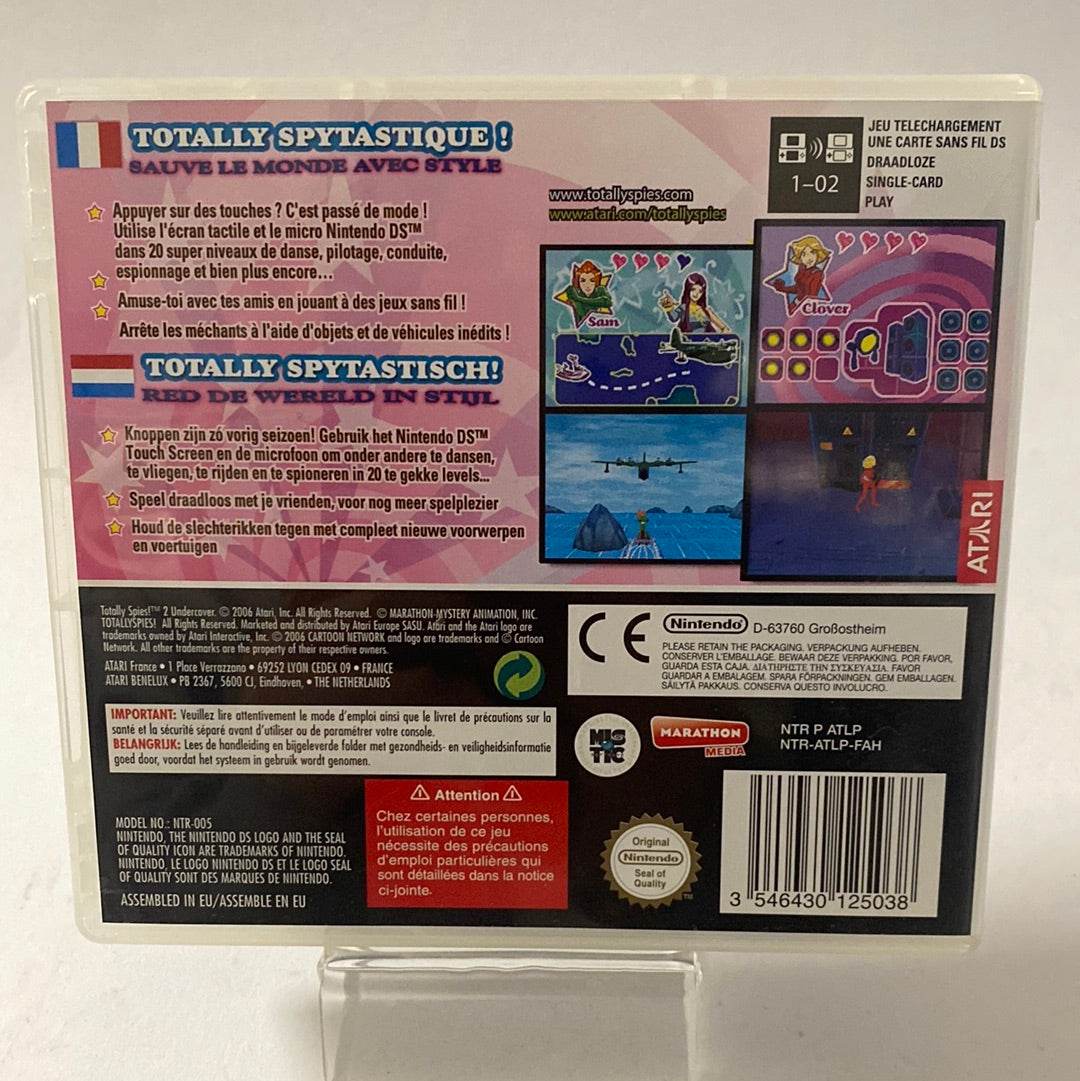 TOTALLY SPYTASTIQUE !
SAUVE LE MONDE AVEC STYLE
Appuyer sur des touches ? C'est passé de mode !
Utilise l'écran tactile et le micro Nintendo DS™
dans 20 super niveaux de danse, pilotage, conduite,
espionnage et bien plus encore...
Amuse-toi avec tes amis en jouant à des jeux sans fil !
Arrête les méchants à l'aide d'objets et de véhicules inédits !
TOTALLY SPYTASTISCH!
RED DE WERELD IN STIJL
Knoppen zijn zó vorig seizoen! Gebruik het Nintendo DS™
Touch Screen en de microfoon om onder andere te dansen,
te vliegen, te rijden en te spioneren in 20 te gekke levels...
Speel draadloos met je vrienden, voor nog meer spelplezier
Houd de slechterikken tegen met compleet nieuwe voorwerpen
en voertuigen
www.totallyspies.com
www.atari.com/totallyspies
1-02
JEU TELECHARGEMENT
UNE CARTE SANS FIL DS
DRAADLOZE
SINGLE-CARD
PLAY
Sam
Clover
ATARI
Totally Spies!™ 2 Undercover. © 2006 Atari, Inc. All Rights Reserved. © MARATHON-MYSTERY ANIMATION, INC.
TOTALLYSPIES! All Rights Reserved. Marketed and distributed by Atari Europe SASU. Atari and the Atari logo are
trademarks owned by Atari Interactive, Inc. © 2006 CARTOON NETWORK and logo are trademarks and © Cartoon
Network. All other trademarks are the property of their respective owners.
ATARI France • 1 Place Verrazzano • 69252 LYON CEDEX 09 • FRANCE
ATARI BENELUX • PB 2367, 5600 CJ, Eindhoven, • THE NETHERLANDS
CE
Nintendo D-63760 Großostheim
PLEASE RETAIN THE PACKAGING. VERPACKUNG AUFHEBEN.
CONSERVER L'EMBALLAGE. BEWAAR DEZE VERPAKKING. POR FAVOR,
GUARDA ESTA CAJA. ΔΙΑΤΗΡΗΣΤΕ ΤΗΝ ΣΥΣΚΕΥΑΣΙΑ. FAVOR
GUARDAR A EMBALAGEM. SPARA FÖRPACKNINGEN. GEM EMBALLAGEN.
SÄILYTÄ PAKKAUS. CONSERVA QUESTO INVOLUCRO.
IMPORTANT: Veuillez lire attentivement le mode d'emploi ainsi que le livret de précautions sur la
santé et la sécurité séparé avant d'utiliser ou de paramétrer votre console.
BELANGRIJK: Lees de handleiding en bijgeleverde folder met gezondheids- en veiligheidsinformatie
goed door, voordat het systeem in gebruik wordt genomen.
MIS
TIC
MARATHON
MEDIA
NTR P ATLP
NTR-ATLP-FAH
MODEL NO.: NTR-005
NINTENDO, THE NINTENDO DS LOGO AND THE SEAL
OF QUALITY ICON ARE TRADEMARKS OF NINTENDO.
NINTENDO, LE LOGO NINTENDO DS ET LE LOGO SEAL
OF QUALITY SONT DES MARQUES DE NINTENDO.
ASSEMBLED IN EU/ASSEMBLE EN EU
Attention
Chez certaines personnes,
l'utilisation de ce jeu
nécessite des précautions
d'emploi particulières qui
sont détaillées dans la notice
ci-jointe.
Original
Nintendo
Seal of
Quality
TM
3 546430 125038